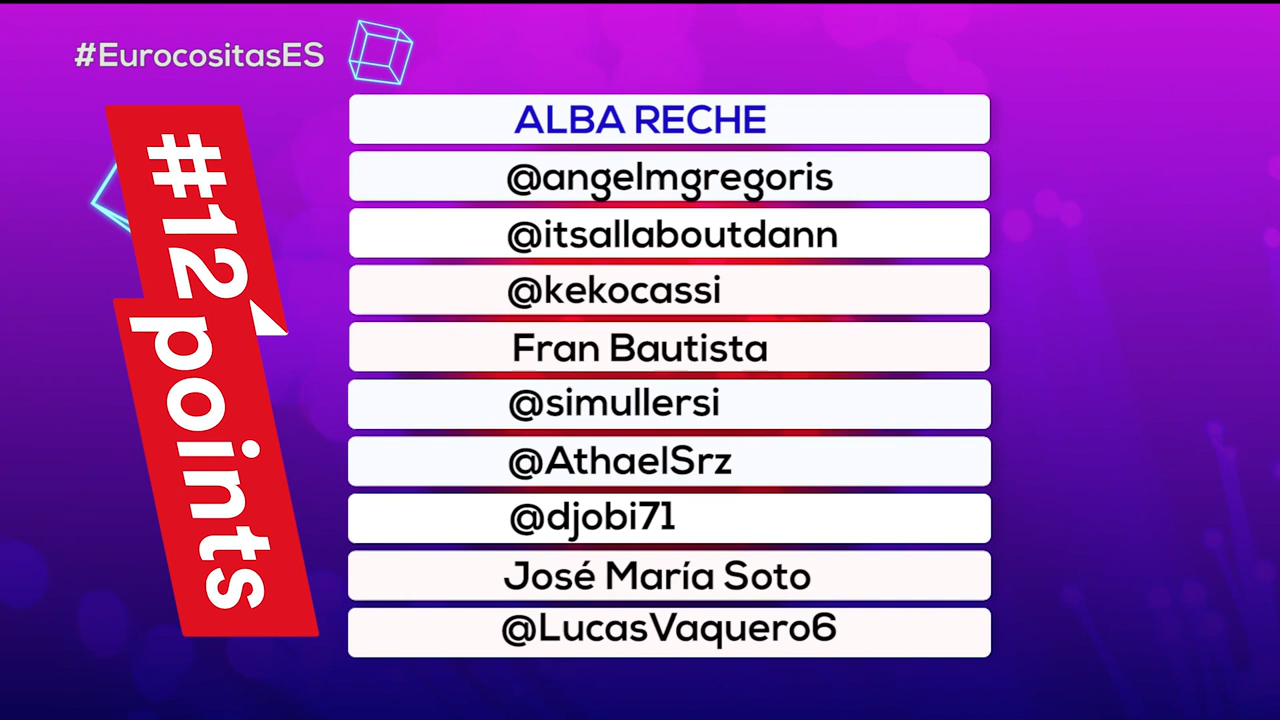 #EurocositasES
#12
points
ALBA RECHE
@angelmgregoris
@itsallaboutdann
@kekocassi
Fran Bautista
@simullersi
@AthaelSrz
@djobi71
José María Soto
@LucasVaquero6